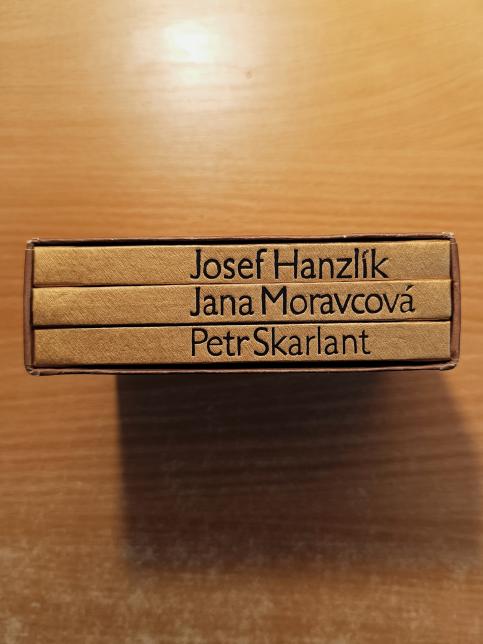 Josef Hanzlík
Jana Moravcová
Petr Skarlant